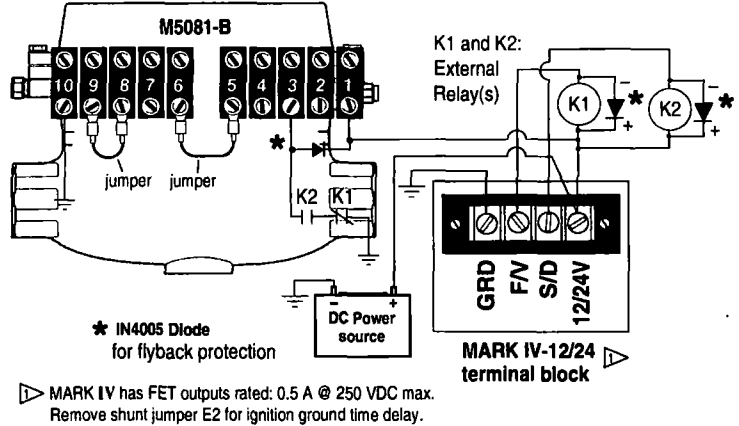 M5081-B
10 9 8 7 6 5 4 3 2 1
jumper jumper
*
K2 K1
K1 and K2:
External
Relay(s)
K1
- * +
K2
- * +
GRD F/V S/D 12/24V
MARK IV-12/24 1
terminal block
- +
DC Power
source
* IN4005 Diode
for flyback protection
1 MARK IV has FET outputs rated: 0.5 A @ 250 VDC max.
Remove shunt jumper E2 for ignition ground time delay.